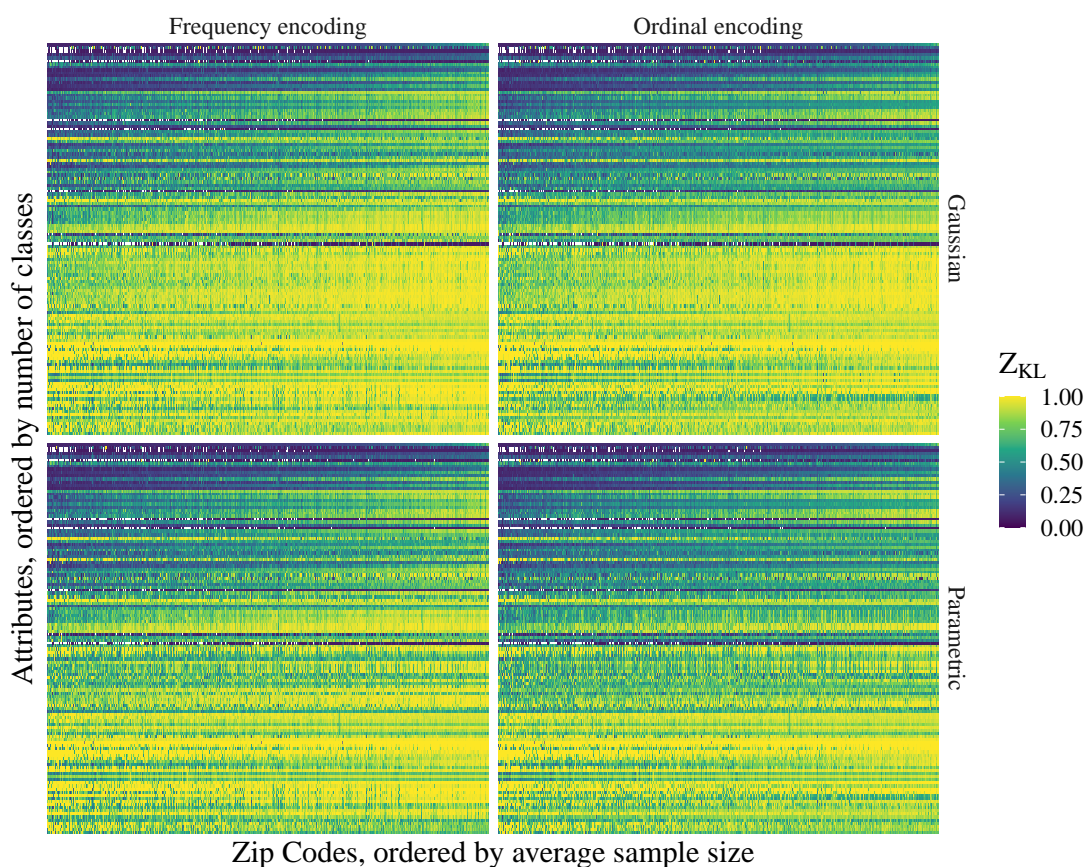 Frequency encoding
Ordinal encoding
Attributes, ordered by number of classes
Gaussian
Parametric
Z_KL
1.00
0.75
0.50
0.25
0.00
Zip Codes, ordered by average sample size